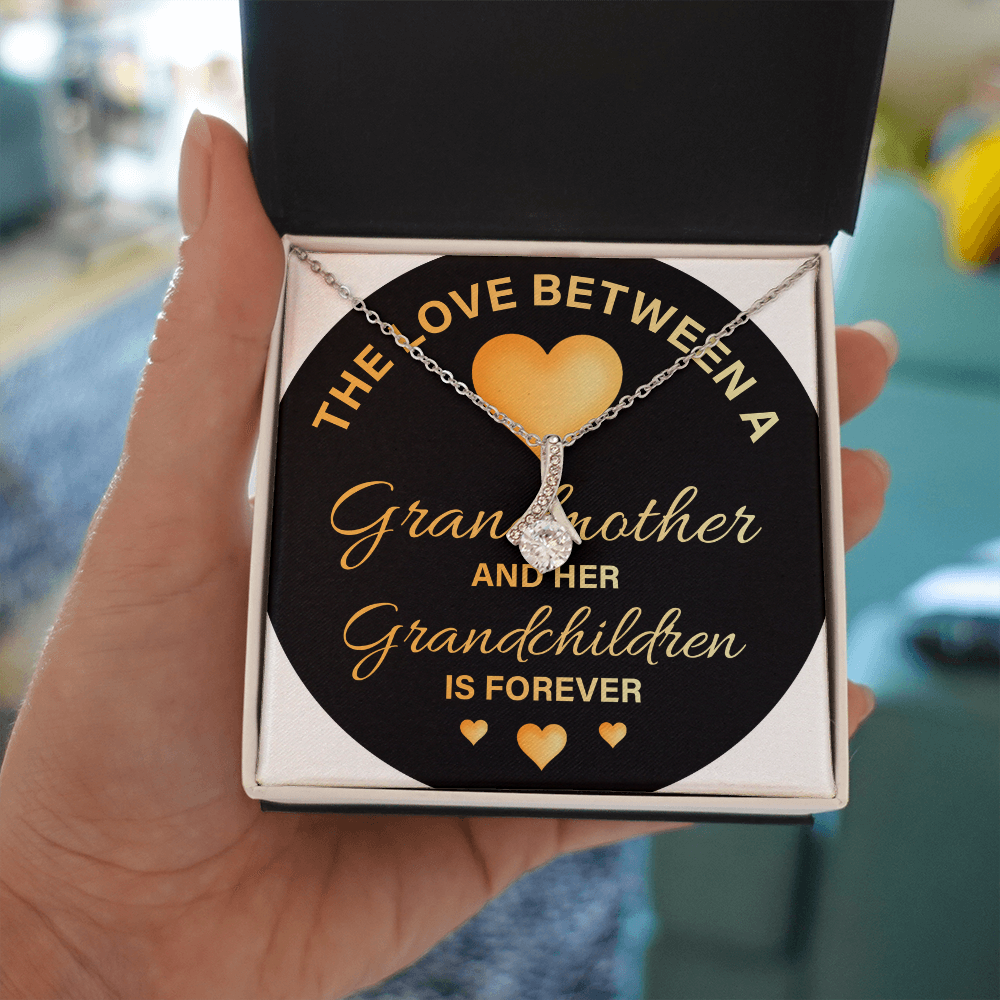 THE LOVE BETWEEN A
Grandmother
AND HER
Grandchildren
IS FOREVER